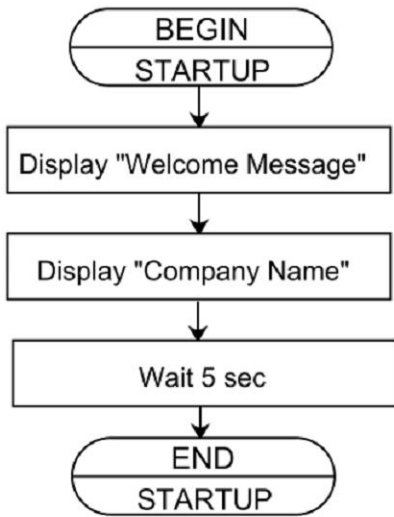 BEGIN
STARTUP
Display "Welcome Message"
Display "Company Name"
Wait 5 sec
END
STARTUP